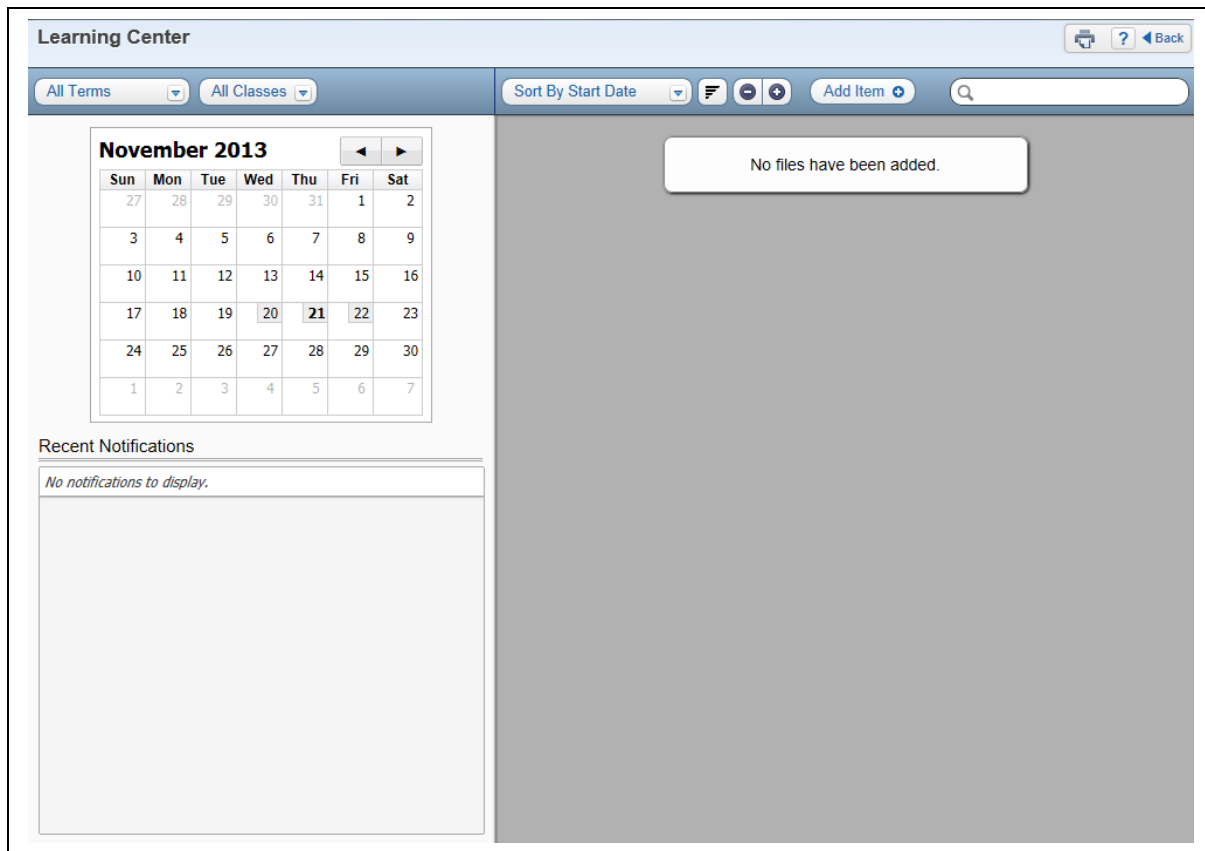 Learning Center
? Back
All Terms All Classes Sort By Start Date Add Item
November 2013
Sun Mon Tue Wed Thu Fri Sat
27 28 29 30 31 1 2
3 4 5 6 7 8 9
10 11 12 13 14 15 16
17 18 19 20 21 22 23
24 25 26 27 28 29 30
1 2 3 4 5 6 7
Recent Notifications
No notifications to display.
No files have been added.